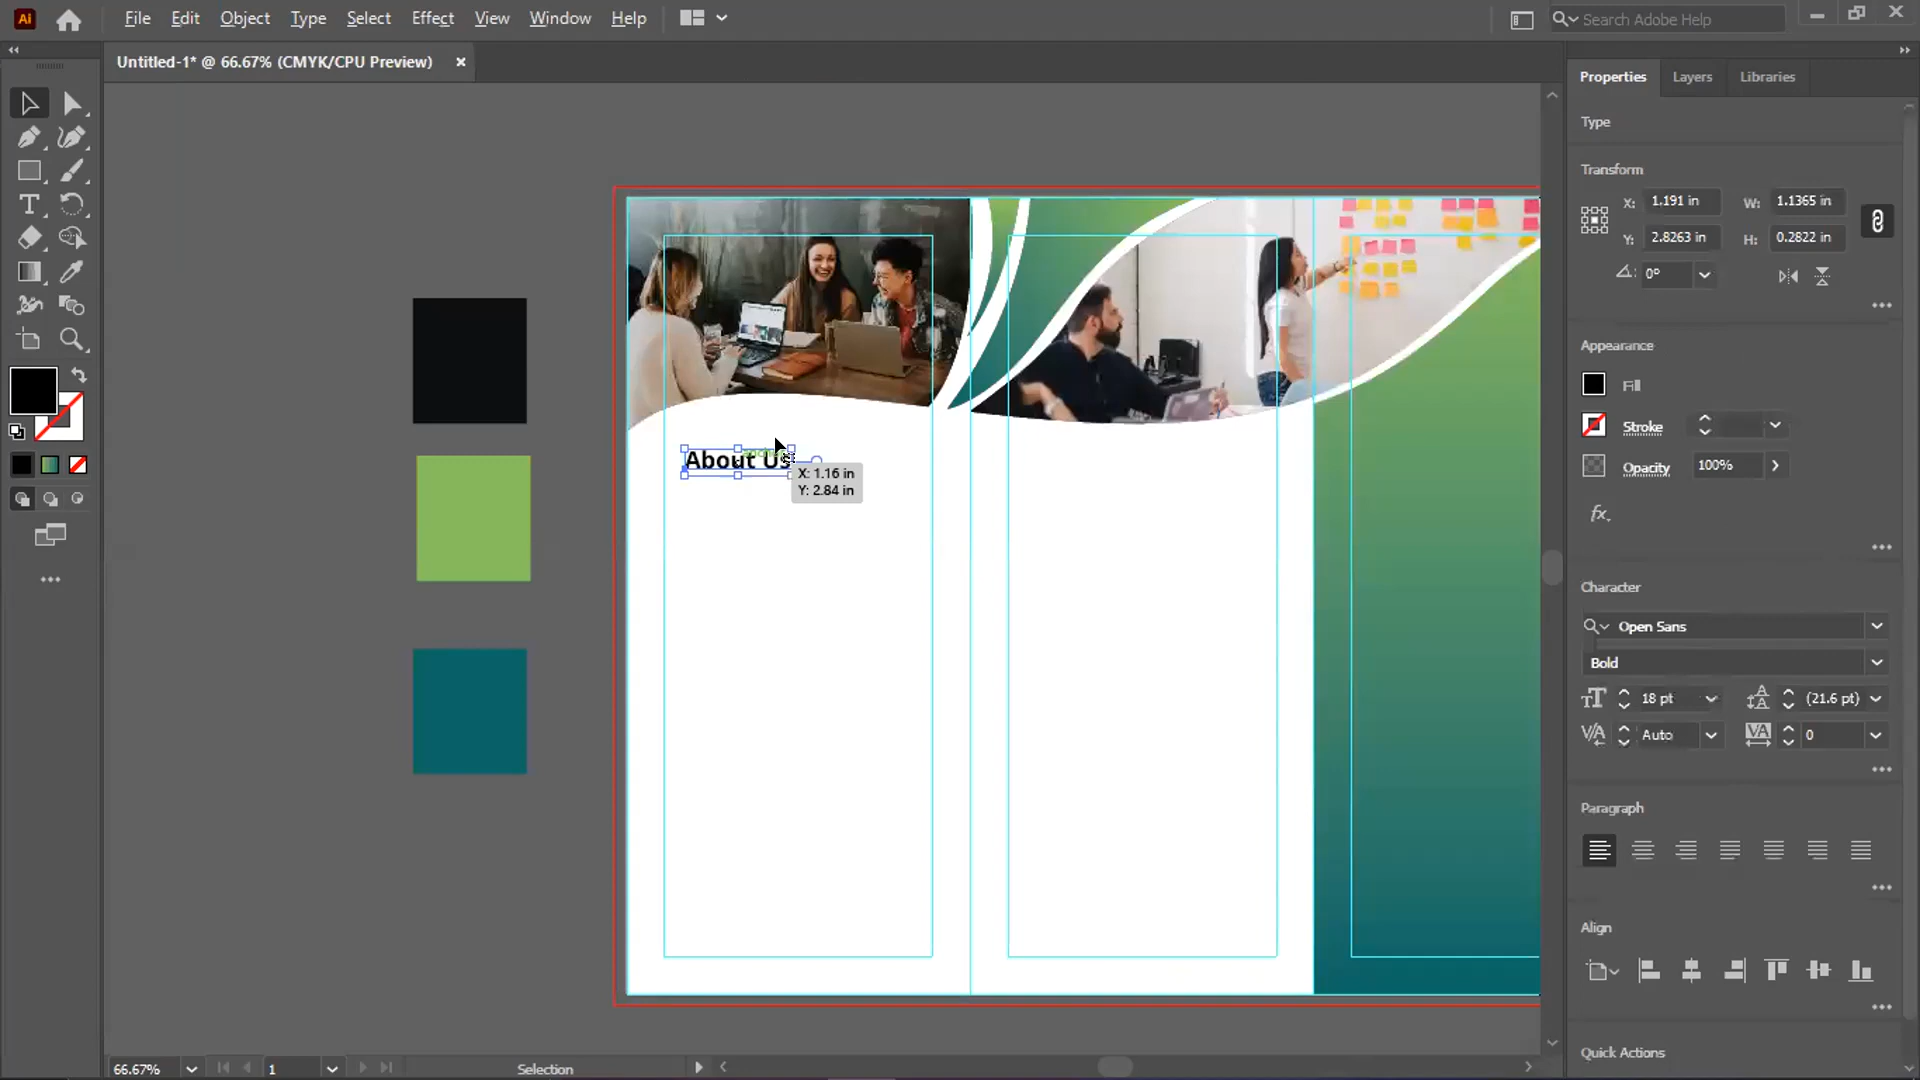 Ai
File Edit Object Type Select Effect View Window Help
Search Adobe Help
Untitled-1* @ 66.67% (CMYK/CPU Preview) ×
Properties Layers Libraries
Type
Transform
X: 1.191 in W: 1.1365 in
Y: 2.8263 in H: 0.2822 in
0°
Appearance
Fill
Stroke
Opacity 100%
fx
About Us
X: 1.16 in
Y: 2.84 in
Character
Open Sans
Bold
18 pt (21.6 pt)
Auto 0
Paragraph
Align
Quick Actions
66.67% 1 Selection